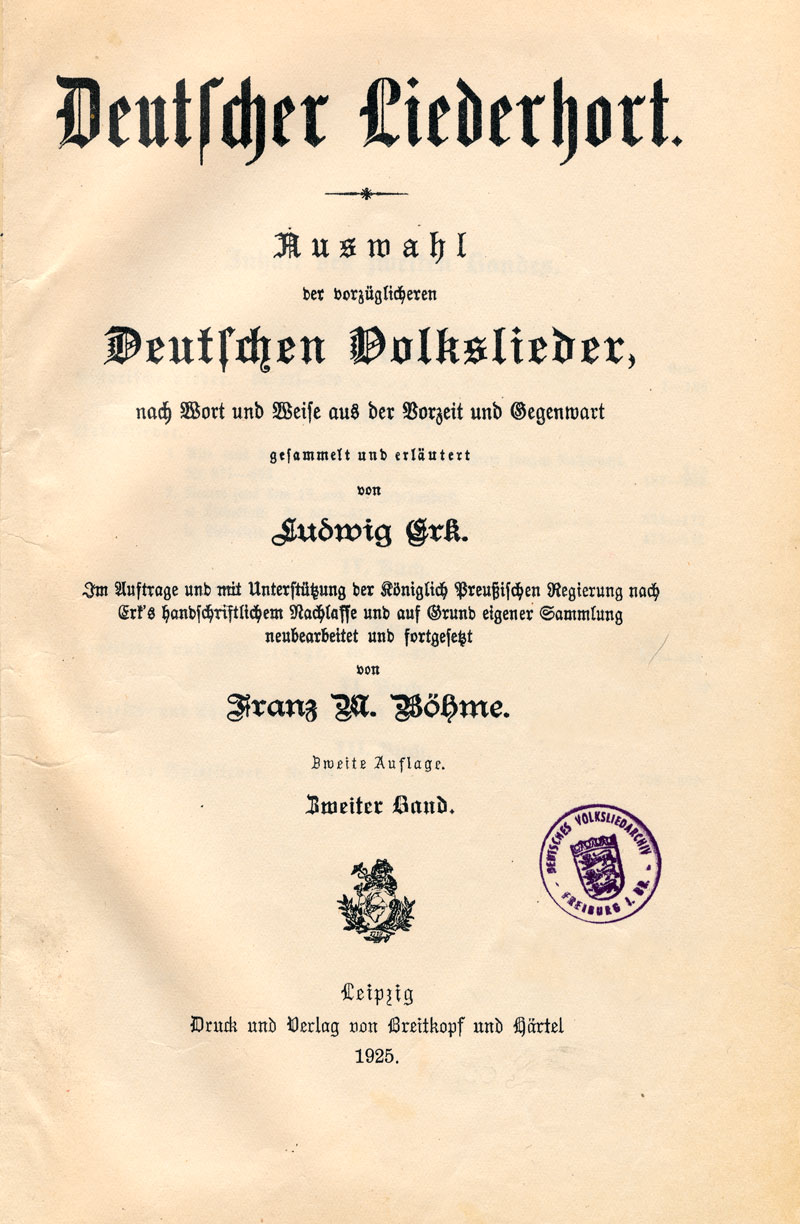 Deutscher Liederhort.
Auswahl
der vorzüglicheren
Deutschen Volkslieder,
nach Wort und Weise aus der Vorzeit und Gegenwart
gesammelt und erläutert
von
Ludwig Erk.
Im Auftrage und mit Unterstützung der Königlich Preußischen Regierung nach
Erk's handschriftlichem Nachlasse und auf Grund eigener Sammlung
neubearbeitet und fortgesetzt
von
Franz M. Böhme.
Zweite Auflage.
Zweiter Band.
DEUTSCHES VOLKSLIEDARCHIV
- FREIBURG I. BR. -
Leipzig
Druck und Verlag von Breitkopf und Härtel
1925.